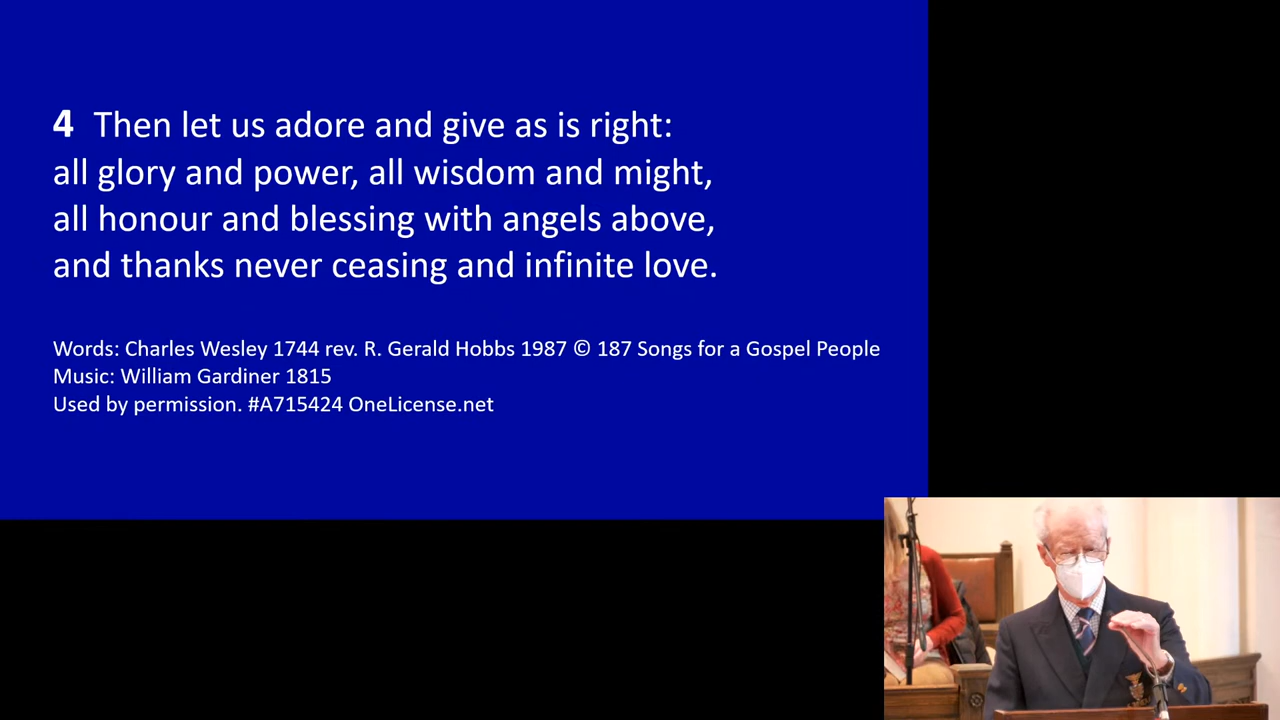 4 Then let us adore and give as is right:
all glory and power, all wisdom and might,
all honour and blessing with angels above,
and thanks never ceasing and infinite love.
Words: Charles Wesley 1744 rev. R. Gerald Hobbs 1987 © 187 Songs for a Gospel People
Music: William Gardiner 1815
Used by permission. #A715424 OneLicense.net